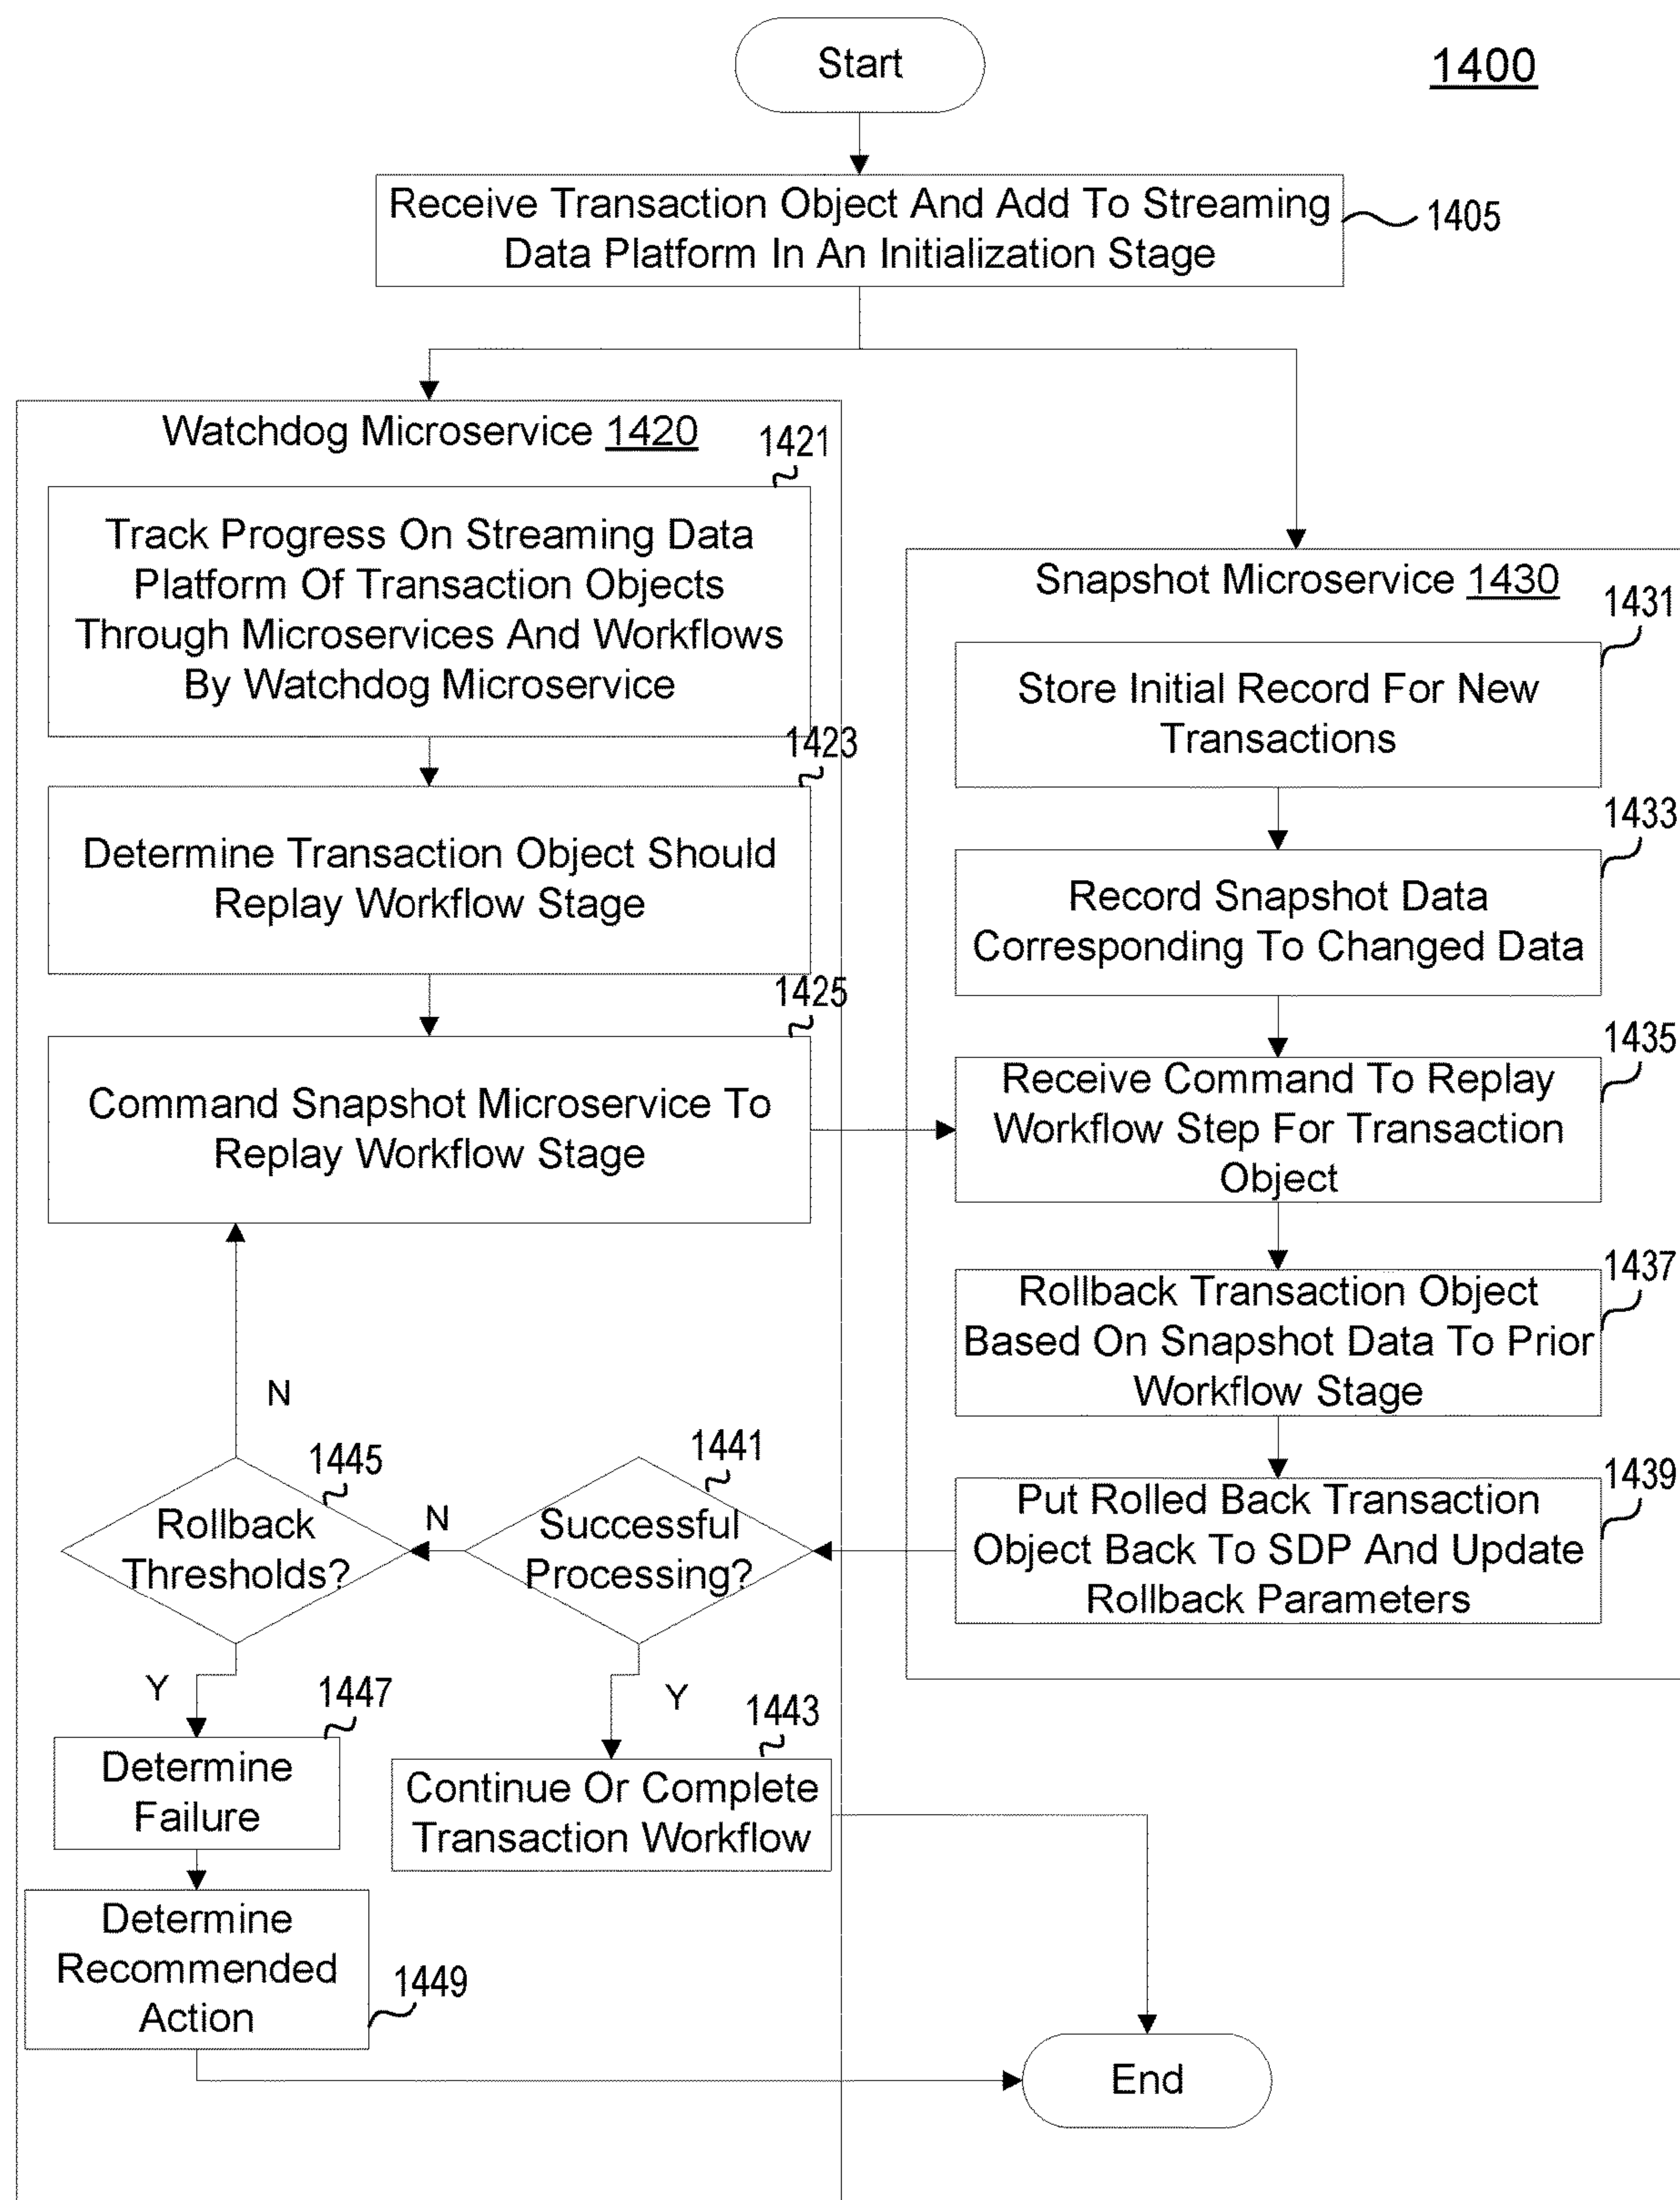 Start
1400
Receive Transaction Object And Add To Streaming
Data Platform In An Initialization Stage
1405
Watchdog Microservice 1420
1421
Track Progress On Streaming Data
Platform Of Transaction Objects
Through Microservices And Workflows
By Watchdog Microservice
1423
Determine Transaction Object Should
Replay Workflow Stage
1425
Command Snapshot Microservice To
Replay Workflow Stage
Snapshot Microservice 1430
1431
Store Initial Record For New
Transactions
1433
Record Snapshot Data
Corresponding To Changed Data
1435
Receive Command To Replay
Workflow Step For Transaction
Object
1437
Rollback Transaction Object
Based On Snapshot Data To Prior
Workflow Stage
1439
Put Rolled Back Transaction
Object Back To SDP And Update
Rollback Parameters
1441
Successful
Processing?
N
1445
Rollback
Thresholds?
N
Y
1447
Determine
Failure
Y
1443
Continue Or Complete
Transaction Workflow
Determine
Recommended
Action
1449
End